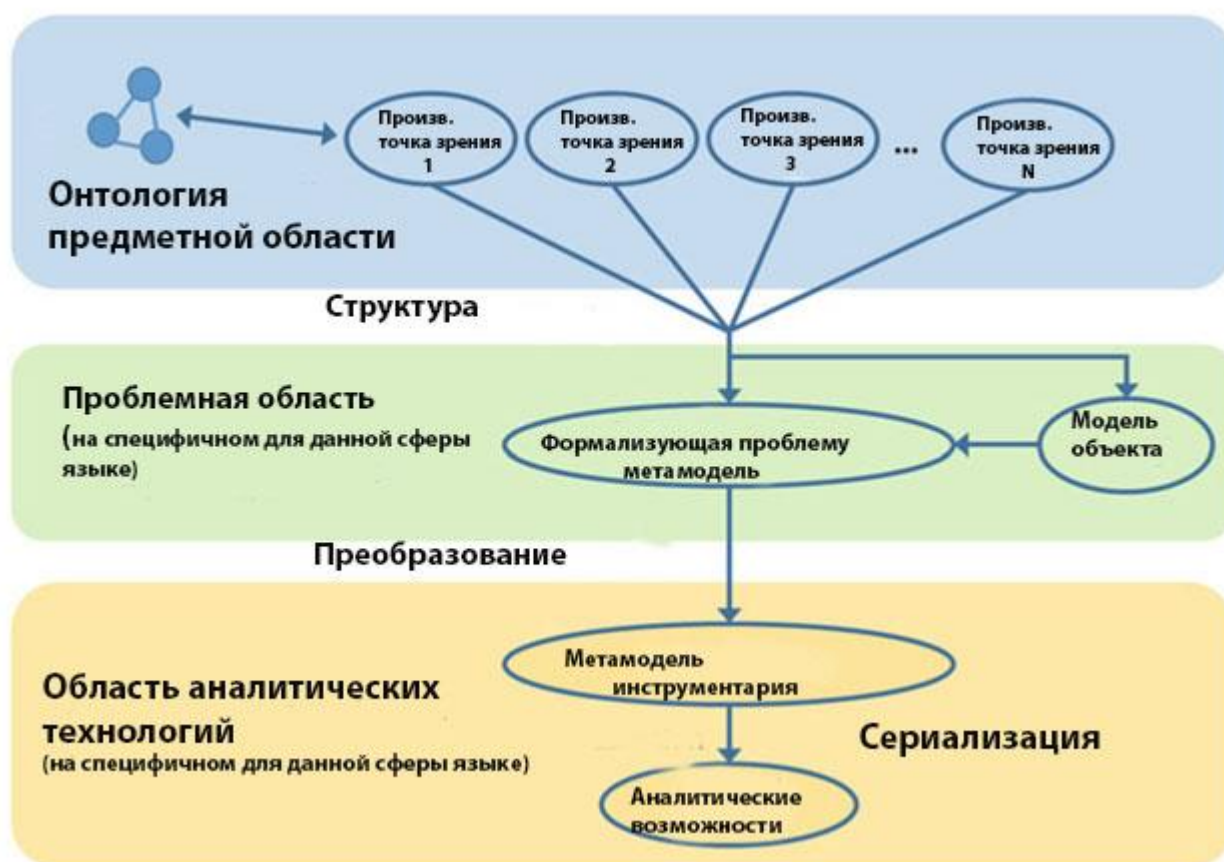 Произв.
точка зрения
1
Произв.
точка зрения
2
Произв.
точка зрения
3
...
Произв.
точка зрения
N
Онтология
предметной области
Структура
Проблемная область
(на специфичном для данной сферы
языке)
Формализующая проблему
метамодель
Модель
объекта
Преобразование
Метамодель
инструментария
Область аналитических
технологий
(на специфичном для данной сферы языке)
Сериализация
Аналитические
возможности